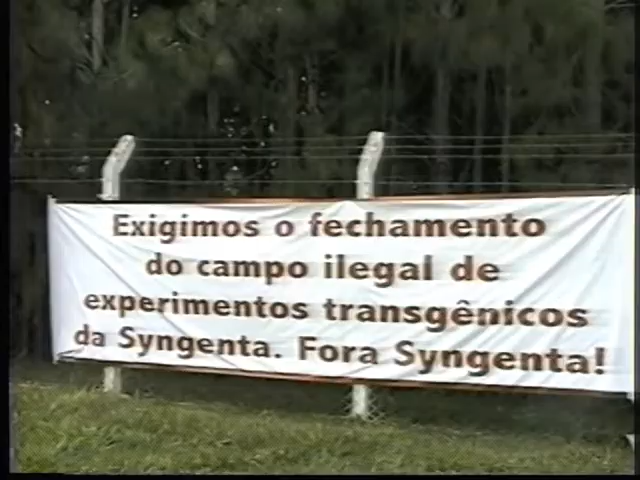 Exigimos o fechamento
do campo ilegal de
experimentos transgênicos
da Syngenta. Fora Syngenta!